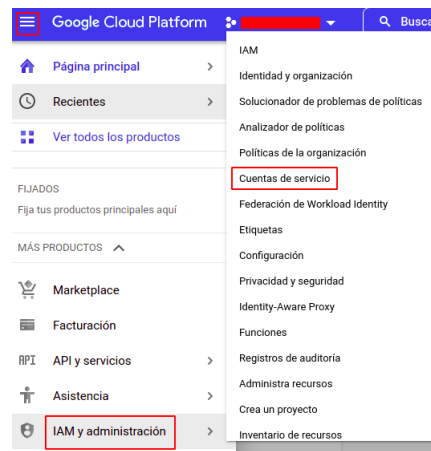 Google Cloud Platform
Busca
Página principal
Recientes
Ver todos los productos
FIJADOS
Fija tus productos principales aquí
MÁS PRODUCTOS
Marketplace
Facturación
API
API y servicios
Asistencia
IAM y administración
IAM
Identidad y organización
Solucionador de problemas de políticas
Analizador de políticas
Políticas de la organización
Cuentas de servicio
Federación de Workload Identity
Etiquetas
Configuración
Privacidad y seguridad
Identity-Aware Proxy
Funciones
Registros de auditoría
Administra recursos
Crea un proyecto
Inventario de recursos